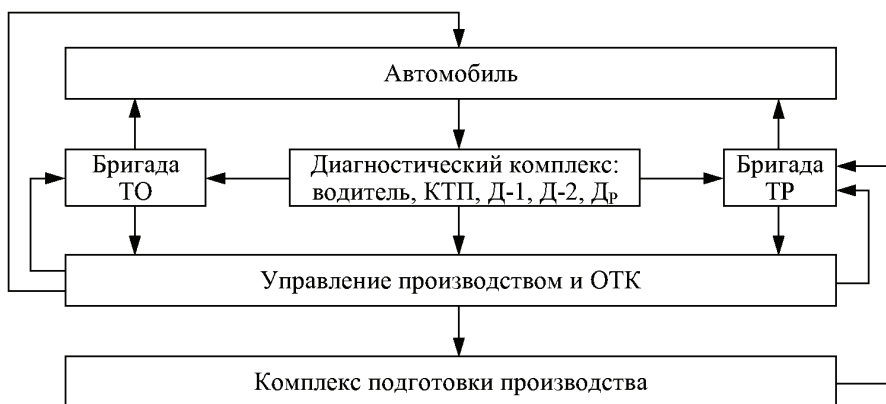 Автомобиль
Бригада
ТО
Диагностический комплекс:
водитель, КТП, Д-1, Д-2, Др
Бригада
ТР
Управление производством и ОТК
Комплекс подготовки производства